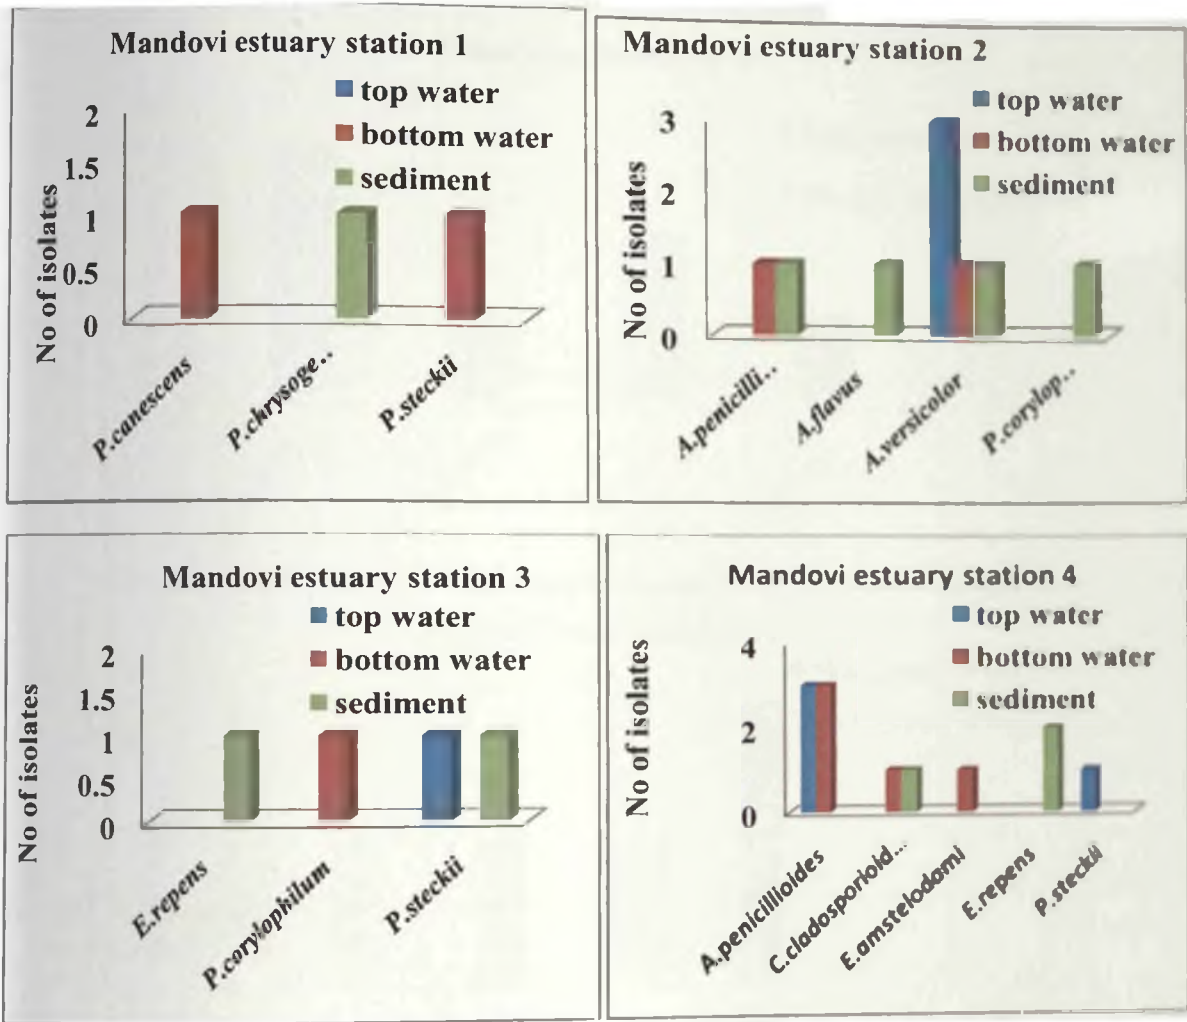 Mandovi estuary station 1
top water
bottom water
sediment
No of isolates
2
1.5
1
0.5
0
P.canescens
P.chrysoge..
P.steckii
Mandovi estuary station 2
top water
bottom water
sediment
No of isolates
3
2
1
0
A.penicilli..
A.flavus
A.versicolor
P.corylop..
Mandovi estuary station 3
top water
bottom water
sediment
No of isolates
2
1.5
1
0.5
0
E.repens
P.corylophilum
P.steckii
Mandovi estuary station 4
top water
bottom water
sediment
No of isolates
4
2
0
A.penicillioides
C.cladosporioid...
E.amstelodami
E.repens
P.steckii